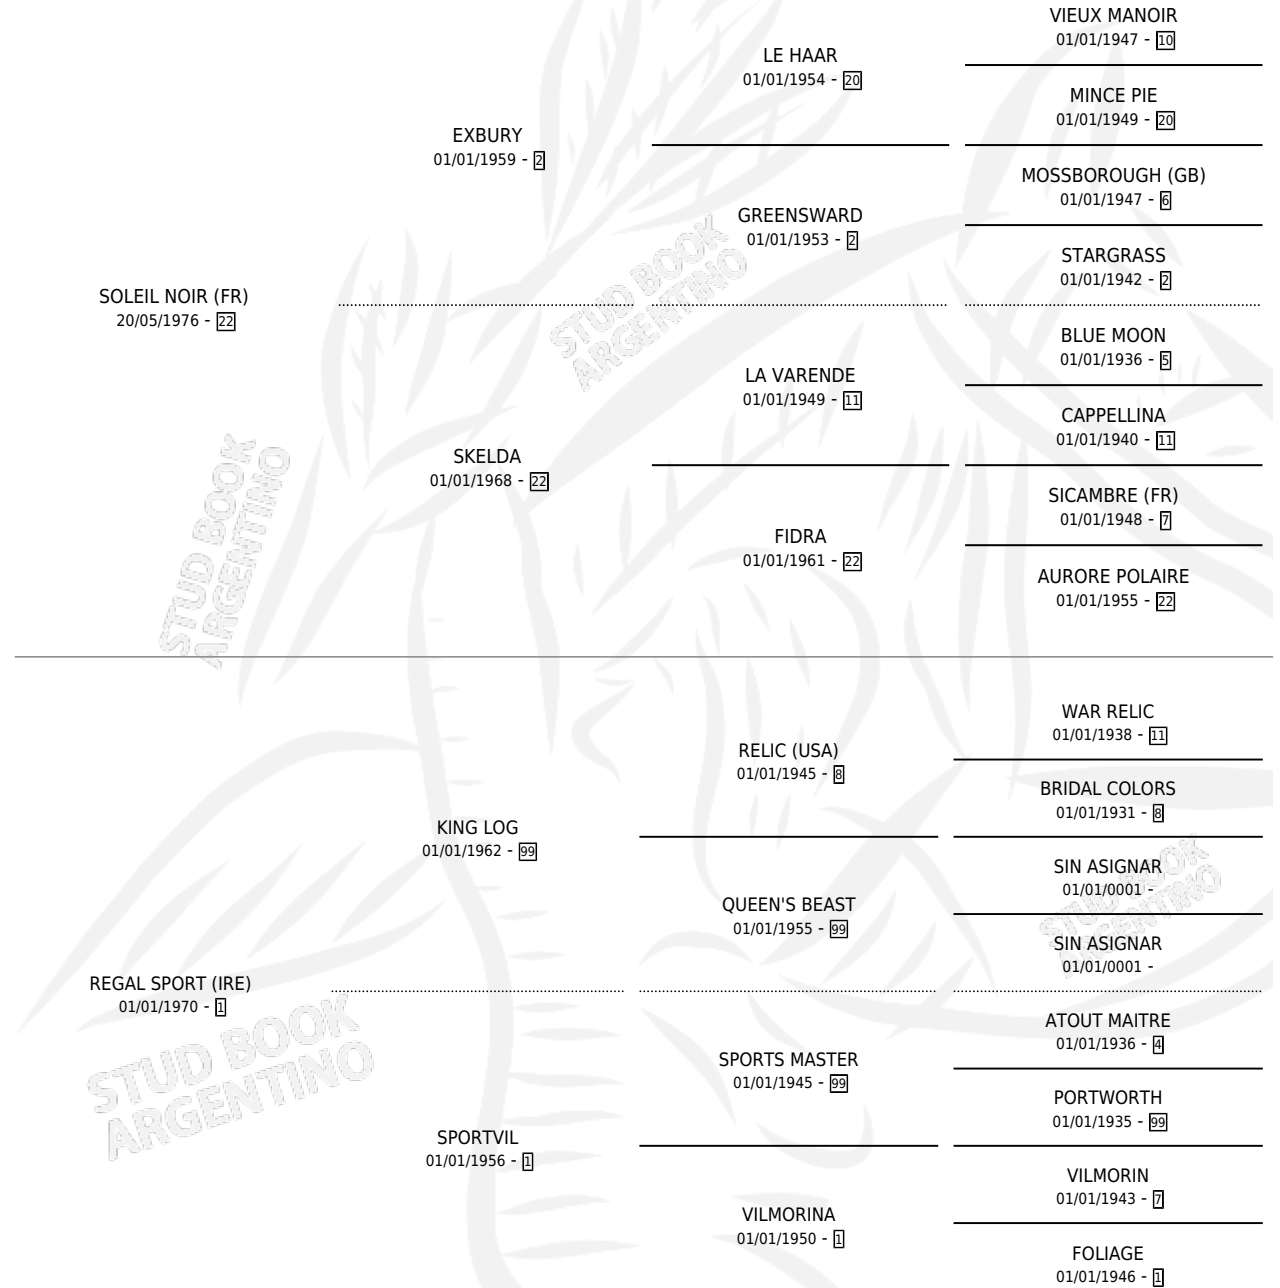 VIEUX MANOIR
01/01/1947 - 10
LE HAAR
01/01/1954 - 20
MINCE PIE
01/01/1949 - 20
EXBURY
01/01/1959 - 2
MOSSBOROUGH (GB)
01/01/1947 - 6
GREENSWARD
01/01/1953 - 2
STARGRASS
01/01/1942 - 2
SOLEIL NOIR (FR)
20/05/1976 - 22
BLUE MOON
01/01/1936 - 5
LA VARENDE
01/01/1949 - 11
CAPPELLINA
01/01/1940 - 11
SKELDA
01/01/1968 - 22
SICAMBRE (FR)
01/01/1948 - 7
FIDRA
01/01/1961 - 22
AURORE POLAIRE
01/01/1955 - 22
WAR RELIC
01/01/1938 - 11
RELIC (USA)
01/01/1945 - 8
BRIDAL COLORS
01/01/1931 - 8
KING LOG
01/01/1962 - 99
SIN ASIGNAR
01/01/0001 -
QUEEN'S BEAST
01/01/1955 - 99
SIN ASIGNAR
01/01/0001 -
REGAL SPORT (IRE)
01/01/1970 - 1
ATOUT MAITRE
01/01/1936 - 4
SPORTS MASTER
01/01/1945 - 99
PORTWORTH
01/01/1935 - 99
SPORTVIL
01/01/1956 - 1
VILMORIN
01/01/1943 - 7
VILMORINA
01/01/1950 - 1
FOLIAGE
01/01/1946 - 1
STUD BOOK
ARGENTINO
STUD BOOK
ARGENTINO
STUD BOOK
ARGENTINO
STUD BOOK
ARGENTINO